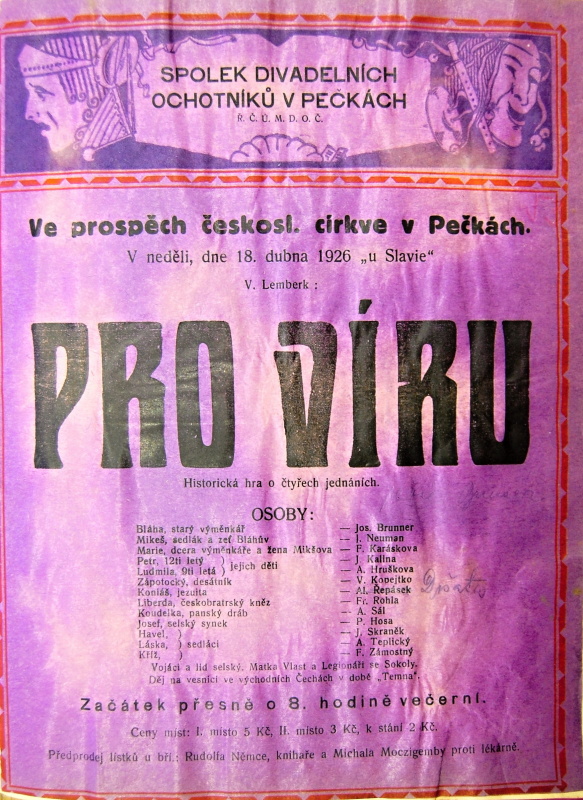 SPOLEK DIVADELNÍCH
OCHOTNÍKŮ V PEČKÁCH
Ř. Č. Ú. M. D. O. Č.
Ve prospěch českosl. církve v Pečkách.
V neděli, dne 18. dubna 1926 „u Slavie“
V. Lemberk :
PRO VÍRU
Historická hra o čtyřech jednáních.
OSOBY:
Bláha, starý výměnkář — Jos. Brunner
Mikeš, sedlák a zeť Bláhův — I. Neuman
Marie, dcera výměnkáře a žena Mikšova — F. Karáskova
Petr, 12ti letý ) jejich děti — J Kalina
Ludmila, 9ti letá ) — A. Hruškova
Zápotocký, desátník — V. Kopejtko
Koniáš, jezuita — Al. Řepásek
Liberda, českobratrský kněz — Fr. Rohla
Koudelka, panský dráb — A. Sál
Josef, selský synek — P. Hosa
Havel, ) — J. Skraněk
Láska, ) sedláci — A. Teplický
Kříž, ) — F. Zámostný
Vojáci a lid selský. Matka Vlast a Legionáři se Sokoly.
Děj na vesnici ve východních Čechách v době „Temna“.
Začátek přesně o 8. hodině večerní.
Ceny míst: I. místo 5 Kč, II. místo 3 Kč, k stání 2 Kč.
Předprodej lístků u bří.: Rudolfa Němce, knihaře a Michala Moczigemby proti lékárně.